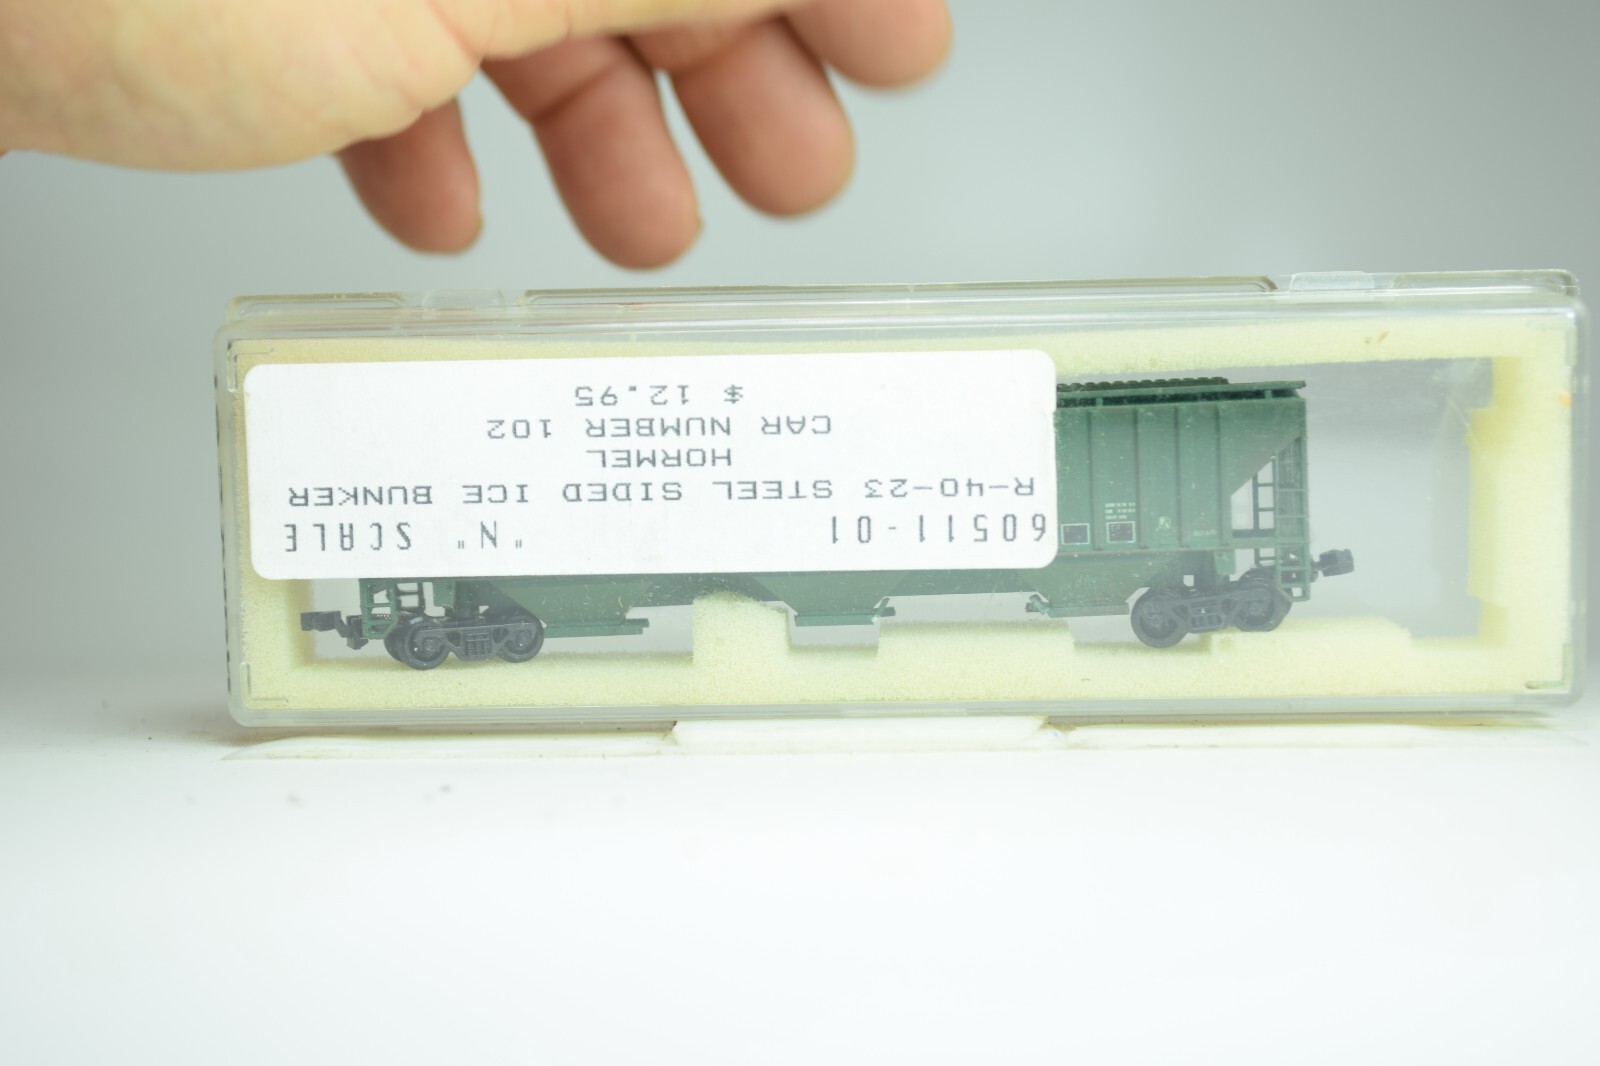 60511-01 "N" SCALE
R-40-23 STEEL SIDED ICE BUNKER
HORMEL
CAR NUMBER 102
$ 12.95